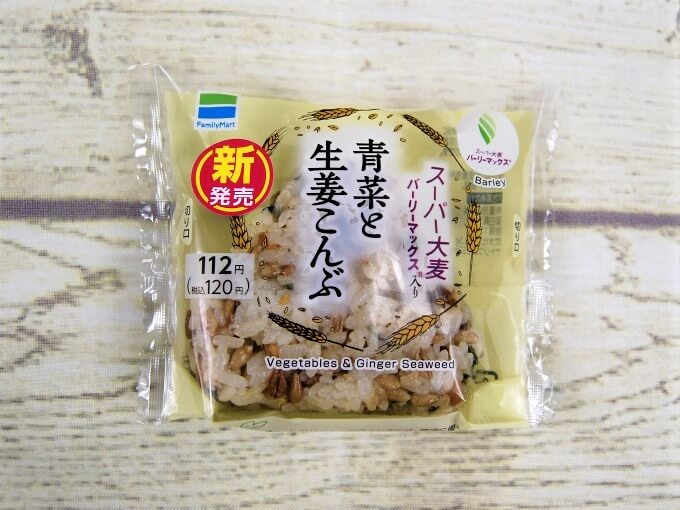 FamilyMart
新
発売
スーパー大麦
バーリーマックス®
Barley
スーパー大麦
バーリーマックス®入り
青菜と
生姜こんぶ
切り口
切り口
112円
(税込120円)
Vegetables & Ginger Seaweed